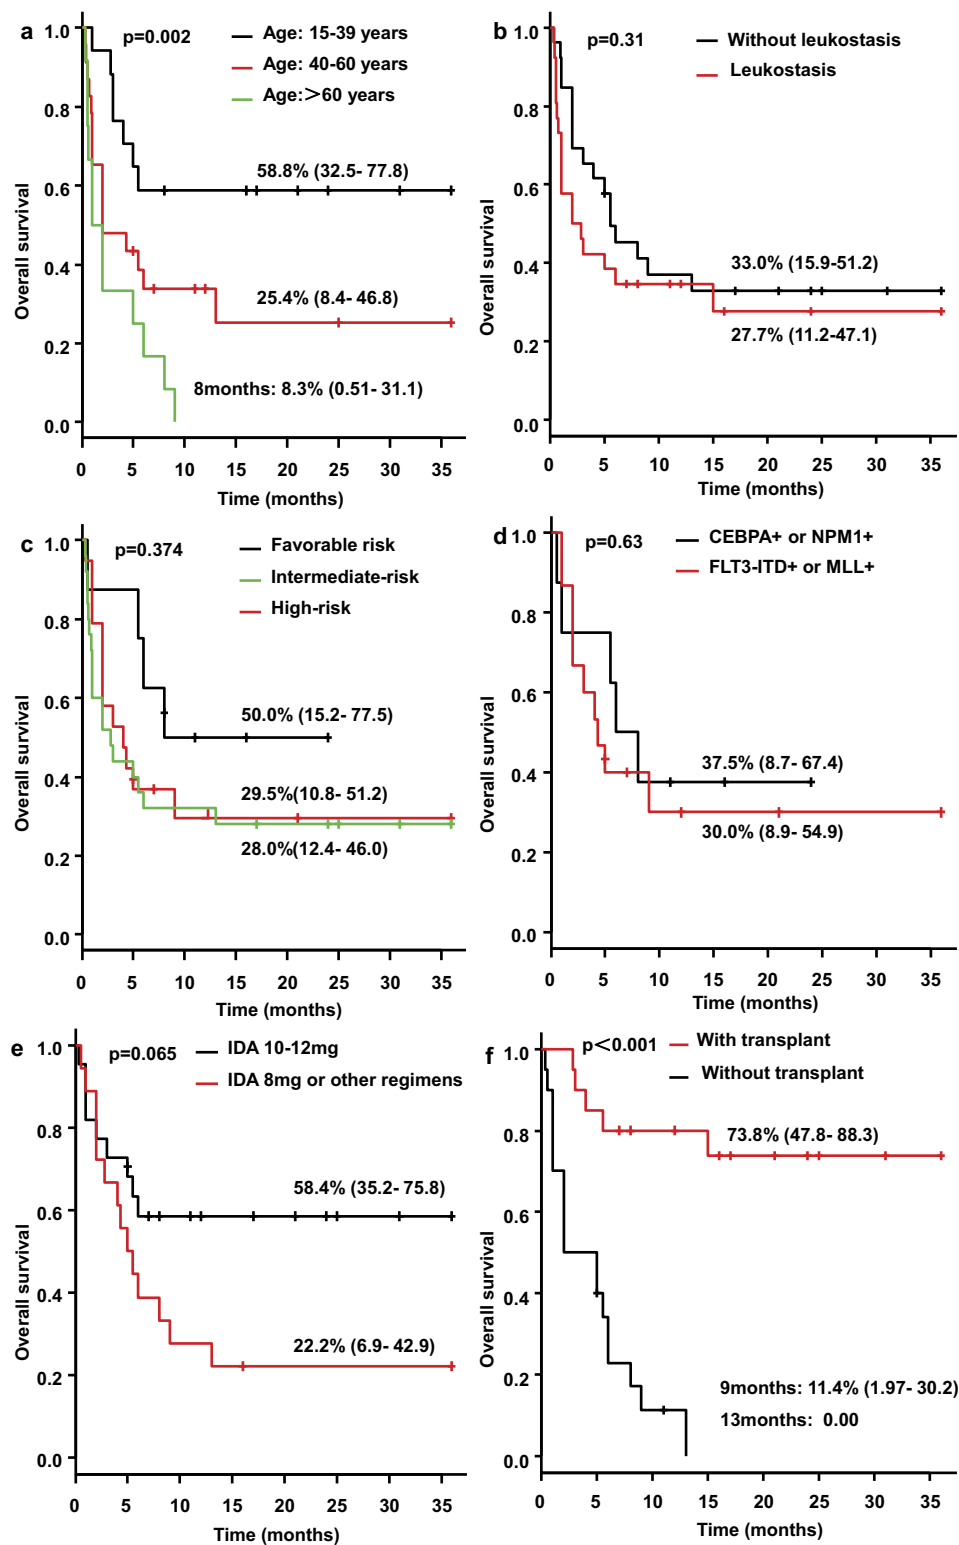 a
p=0.002
Age: 15-39 years
Age: 40-60 years
Age:＞60 years
58.8% (32.5- 77.8)
25.4% (8.4- 46.8)
8months: 8.3% (0.51- 31.1)
Overall survival
1.0
0.8
0.6
0.4
0.2
0.0
0 5 10 15 20 25 30 35
Time (months)
b
p=0.31
Without leukostasis
Leukostasis
33.0% (15.9-51.2)
27.7% (11.2-47.1)
Overall survival
1.0
0.8
0.6
0.4
0.2
0.0
0 5 10 15 20 25 30 35
Time (months)
c
p=0.374
Favorable risk
Intermediate-risk
High-risk
50.0% (15.2- 77.5)
29.5%(10.8- 51.2)
28.0%(12.4- 46.0)
Overall survival
1.0
0.8
0.6
0.4
0.2
0.0
0 5 10 15 20 25 30 35
Time (months)
d
p=0.63
CEBPA+ or NPM1+
FLT3-ITD+ or MLL+
37.5% (8.7- 67.4)
30.0% (8.9- 54.9)
Overall survival
1.0
0.8
0.6
0.4
0.2
0.0
0 5 10 15 20 25 30 35
Time (months)
e
p=0.065
IDA 10-12mg
IDA 8mg or other regimens
58.4% (35.2- 75.8)
22.2% (6.9- 42.9)
Overall survival
1.0
0.8
0.6
0.4
0.2
0.0
0 5 10 15 20 25 30 35
Time (months)
f
p＜0.001
With transplant
Without transplant
73.8% (47.8- 88.3)
9months: 11.4% (1.97- 30.2)
13months: 0.00
Overall survival
1.0
0.8
0.6
0.4
0.2
0.0
0 5 10 15 20 25 30 35
Time (months)